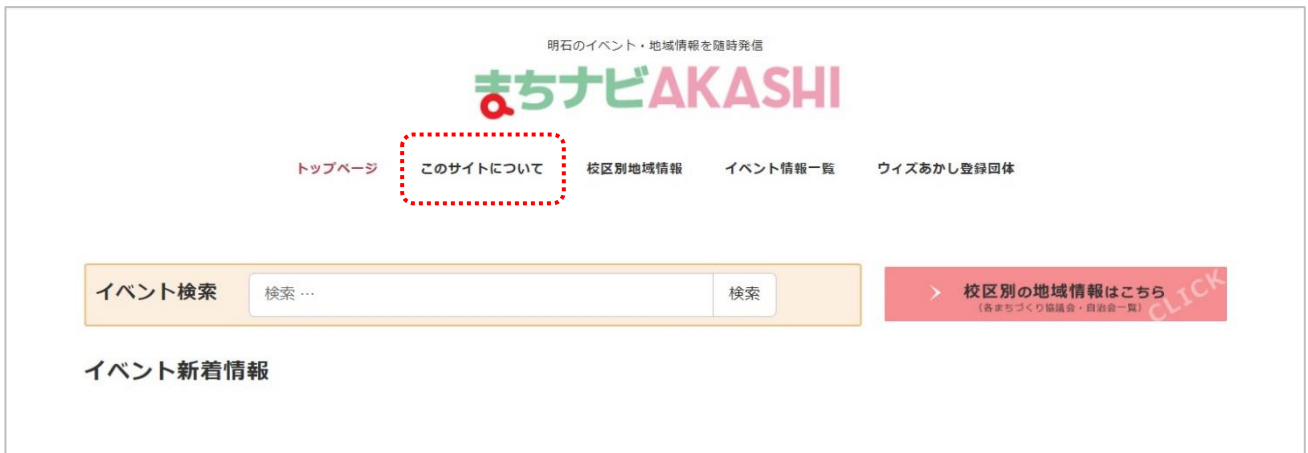 明石のイベント・地域情報を随時発信
まちナビAKASHI
トップページ このサイトについて 校区別地域情報 イベント情報一覧 ウィズあかし登録団体
イベント検索 検索 … 検索
校区別の地域情報はこちら
(各まちづくり協議会・自治会一覧)
CLICK
イベント新着情報